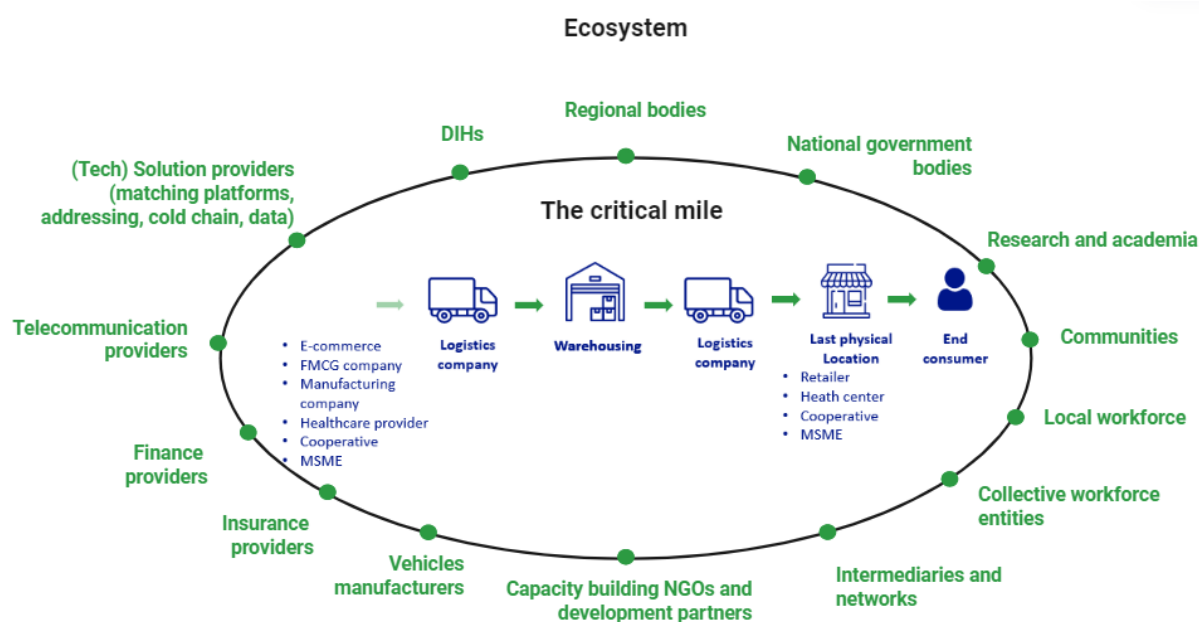 Ecosystem
Regional bodies
DIHs
National government
bodies
(Tech) Solution providers
(matching platforms,
addressing, cold chain, data)
The critical mile
Research and academia
Telecommunication
providers
Communities
• E-commerce
• FMCG company
• Manufacturing
company
• Healthcare provider
• Cooperative
• MSME
Logistics
company
Warehousing
Logistics
company
Last physical
Location
• Retailer
• Heath center
• Cooperative
• MSME
End
consumer
Local workforce
Finance
providers
Collective workforce
entities
Insurance
providers
Vehicles
manufacturers
Capacity building NGOs and
development partners
Intermediaries and
networks